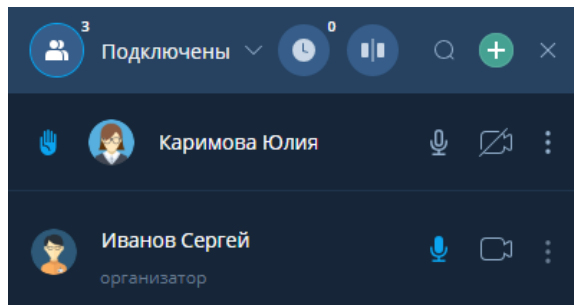 3
Подключены
0
Каримова Юлия
Иванов Сергей
организатор